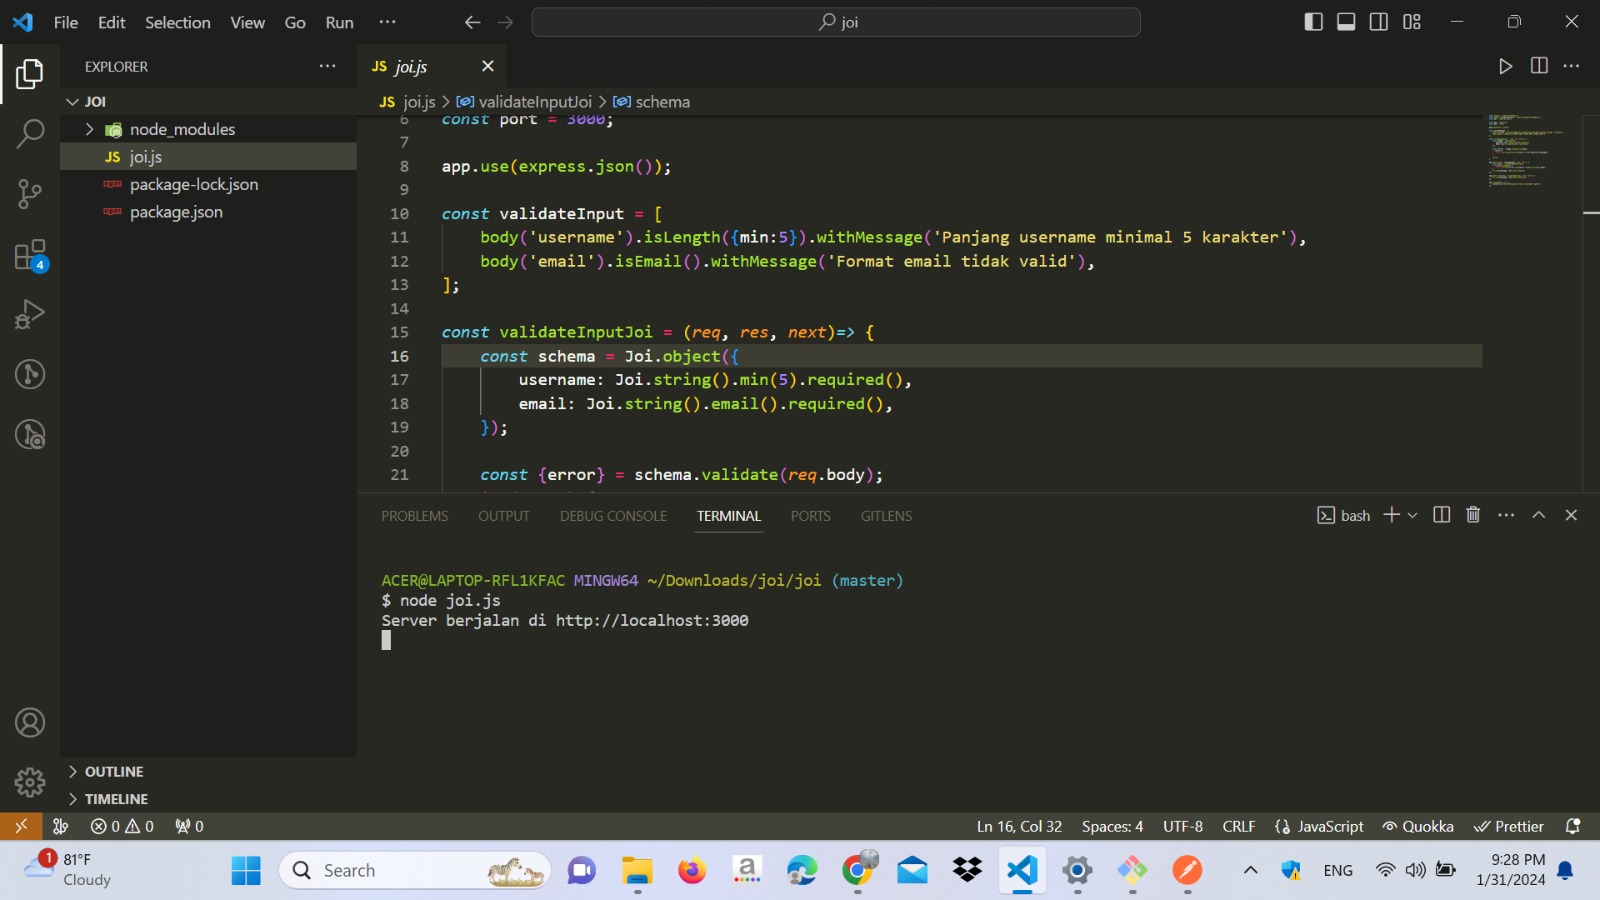 File Edit Selection View Go Run ··· joi
EXPLORER ···
JS joi.js
JOI
node_modules
JS joi.js
package-lock.json
package.json
JS joi.js > validateInputJoi > schema
6 const port = 3000;
7
8 app.use(express.json());
9
10 const validateInput = [
11 body('username').isLength({min:5}).withMessage('Panjang username minimal 5 karakter'),
12 body('email').isEmail().withMessage('Format email tidak valid'),
13 ];
14
15 const validateInputJoi = (req, res, next)=> {
16 const schema = Joi.object({
17 username: Joi.string().min(5).required(),
18 email: Joi.string().email().required(),
19 });
20
21 const {error} = schema.validate(req.body);
4
PROBLEMS OUTPUT DEBUG CONSOLE TERMINAL PORTS GITLENS bash
ACER@LAPTOP-RFL1KFAC MINGW64 ~/Downloads/joi/joi (master)
$ node joi.js
Server berjalan di http://localhost:3000
OUTLINE
TIMELINE
0 0 0 Ln 16, Col 32 Spaces: 4 UTF-8 CRLF {} JavaScript Quokka Prettier
1 81°F
Cloudy
Search
a
ENG
9:28 PM
1/31/2024